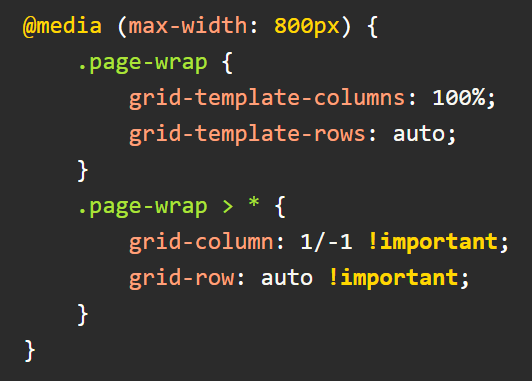 @media (max-width: 800px) {
    .page-wrap {
        grid-template-columns: 100%;
        grid-template-rows: auto;
    }
    .page-wrap > * {
        grid-column: 1/-1 !important;
        grid-row: auto !important;
    }
}